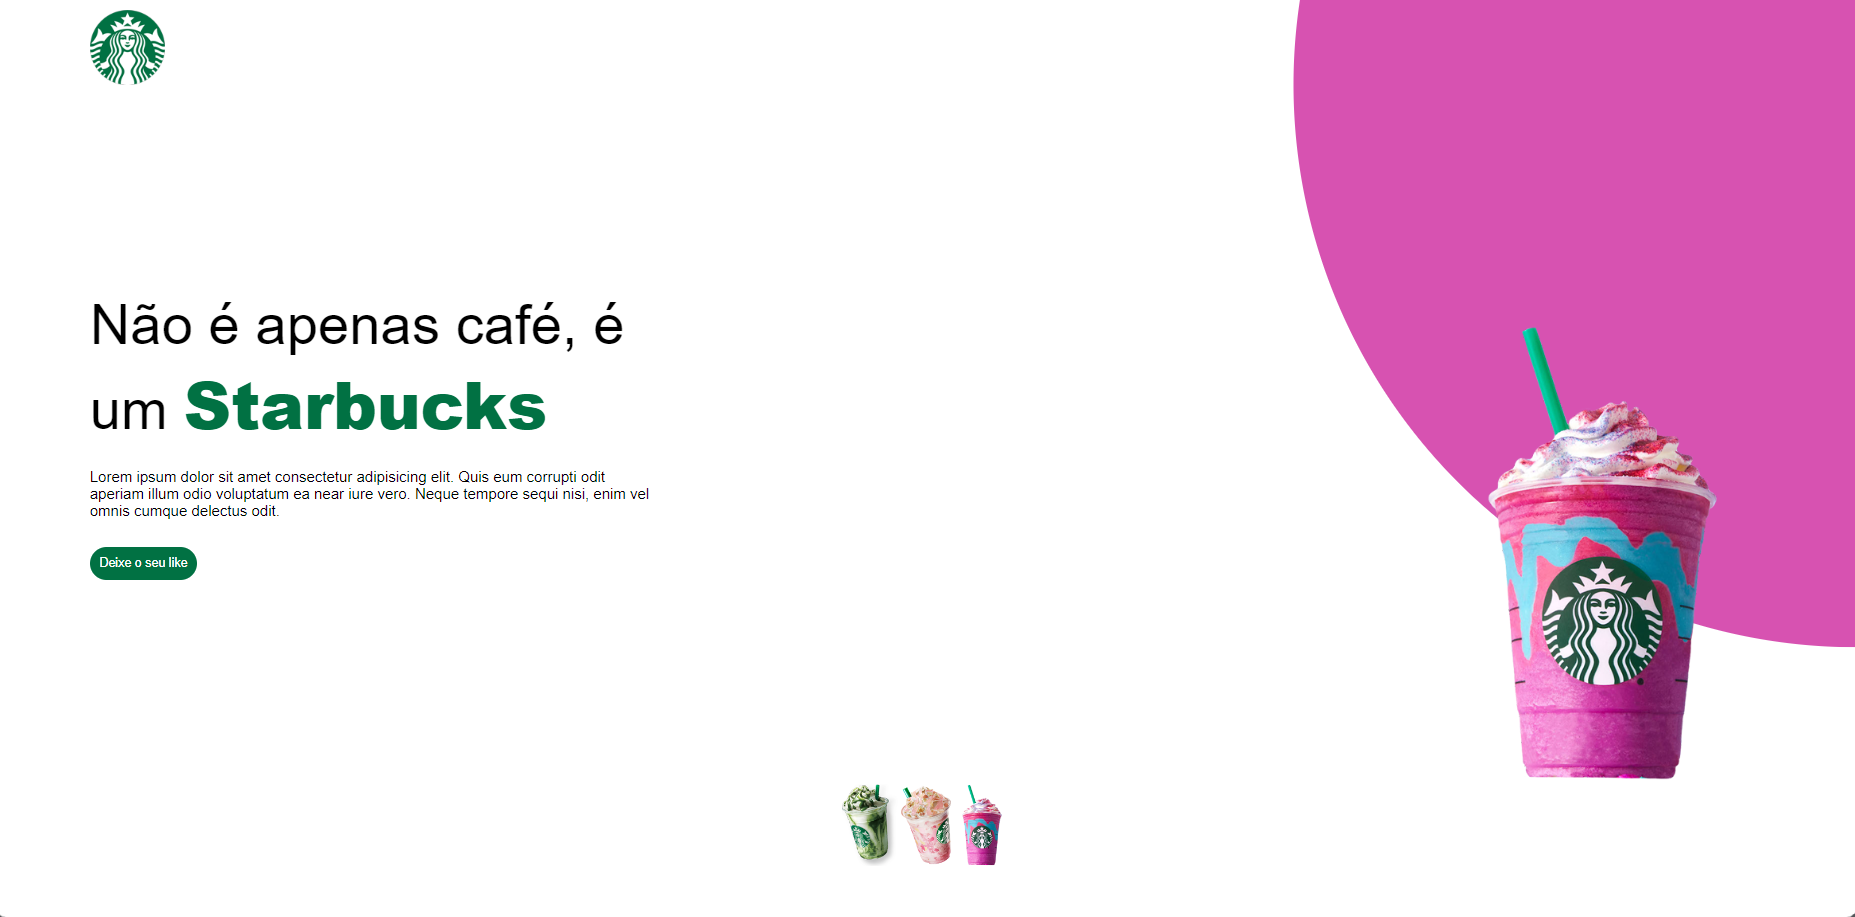 Não é apenas café, é
um Starbucks
Lorem ipsum dolor sit amet consectetur adipisicing elit. Quis eum corrupti odit
aperiam illum odio voluptatum ea near iure vero. Neque tempore sequi nisi, enim vel
omnis cumque delectus odit.
Deixe o seu like